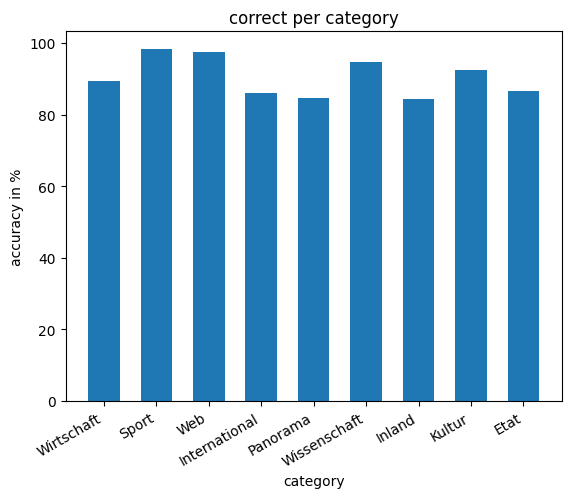 correct per category
accuracy in %
100
80
60
40
20
0
Wirtschaft
Sport
Web
International
Panorama
Wissenschaft
Inland
Kultur
Etat
category